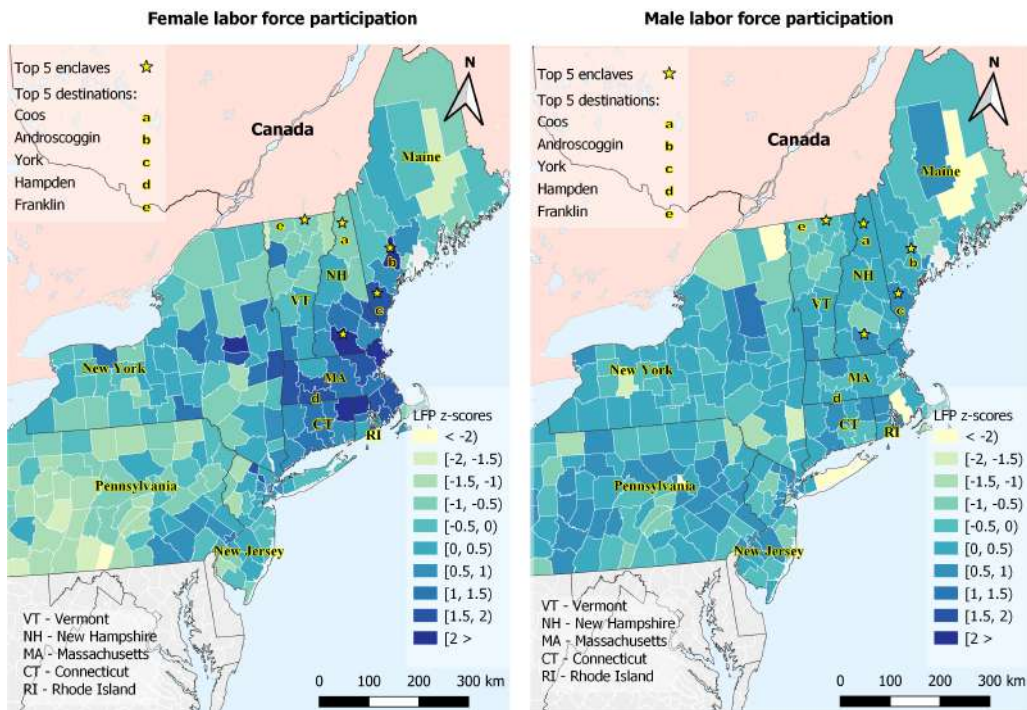 Female labor force participation
Top 5 enclaves
Top 5 destinations:
Coos a
Androscoggin b
York c
Hampden d
Franklin e
N
Canada
Maine
e
a
b
NH
VT
c
New York
MA
d
CT
RI
Pennsylvania
New Jersey
LFP z-scores
< -2)
[-2, -1.5)
[-1.5, -1)
[-1, -0.5)
[-0.5, 0)
[0, 0.5)
[0.5, 1)
[1, 1.5)
[1.5, 2)
[2 >
VT - Vermont
NH - New Hampshire
MA - Massachusetts
CT - Connecticut
RI - Rhode Island
0 100 200 300 km
Male labor force participation
Top 5 enclaves
Top 5 destinations:
Coos a
Androscoggin b
York c
Hampden d
Franklin e
N
Canada
Maine
e
a
b
NH
VT
c
New York
MA
d
CT
RI
Pennsylvania
New Jersey
LFP z-scores
< -2)
[-2, -1.5)
[-1.5, -1)
[-1, -0.5)
[-0.5, 0)
[0, 0.5)
[0.5, 1)
[1, 1.5)
[1.5, 2)
[2 >
VT - Vermont
NH - New Hampshire
MA - Massachusetts
CT - Connecticut
RI - Rhode Island
0 100 200 300 km